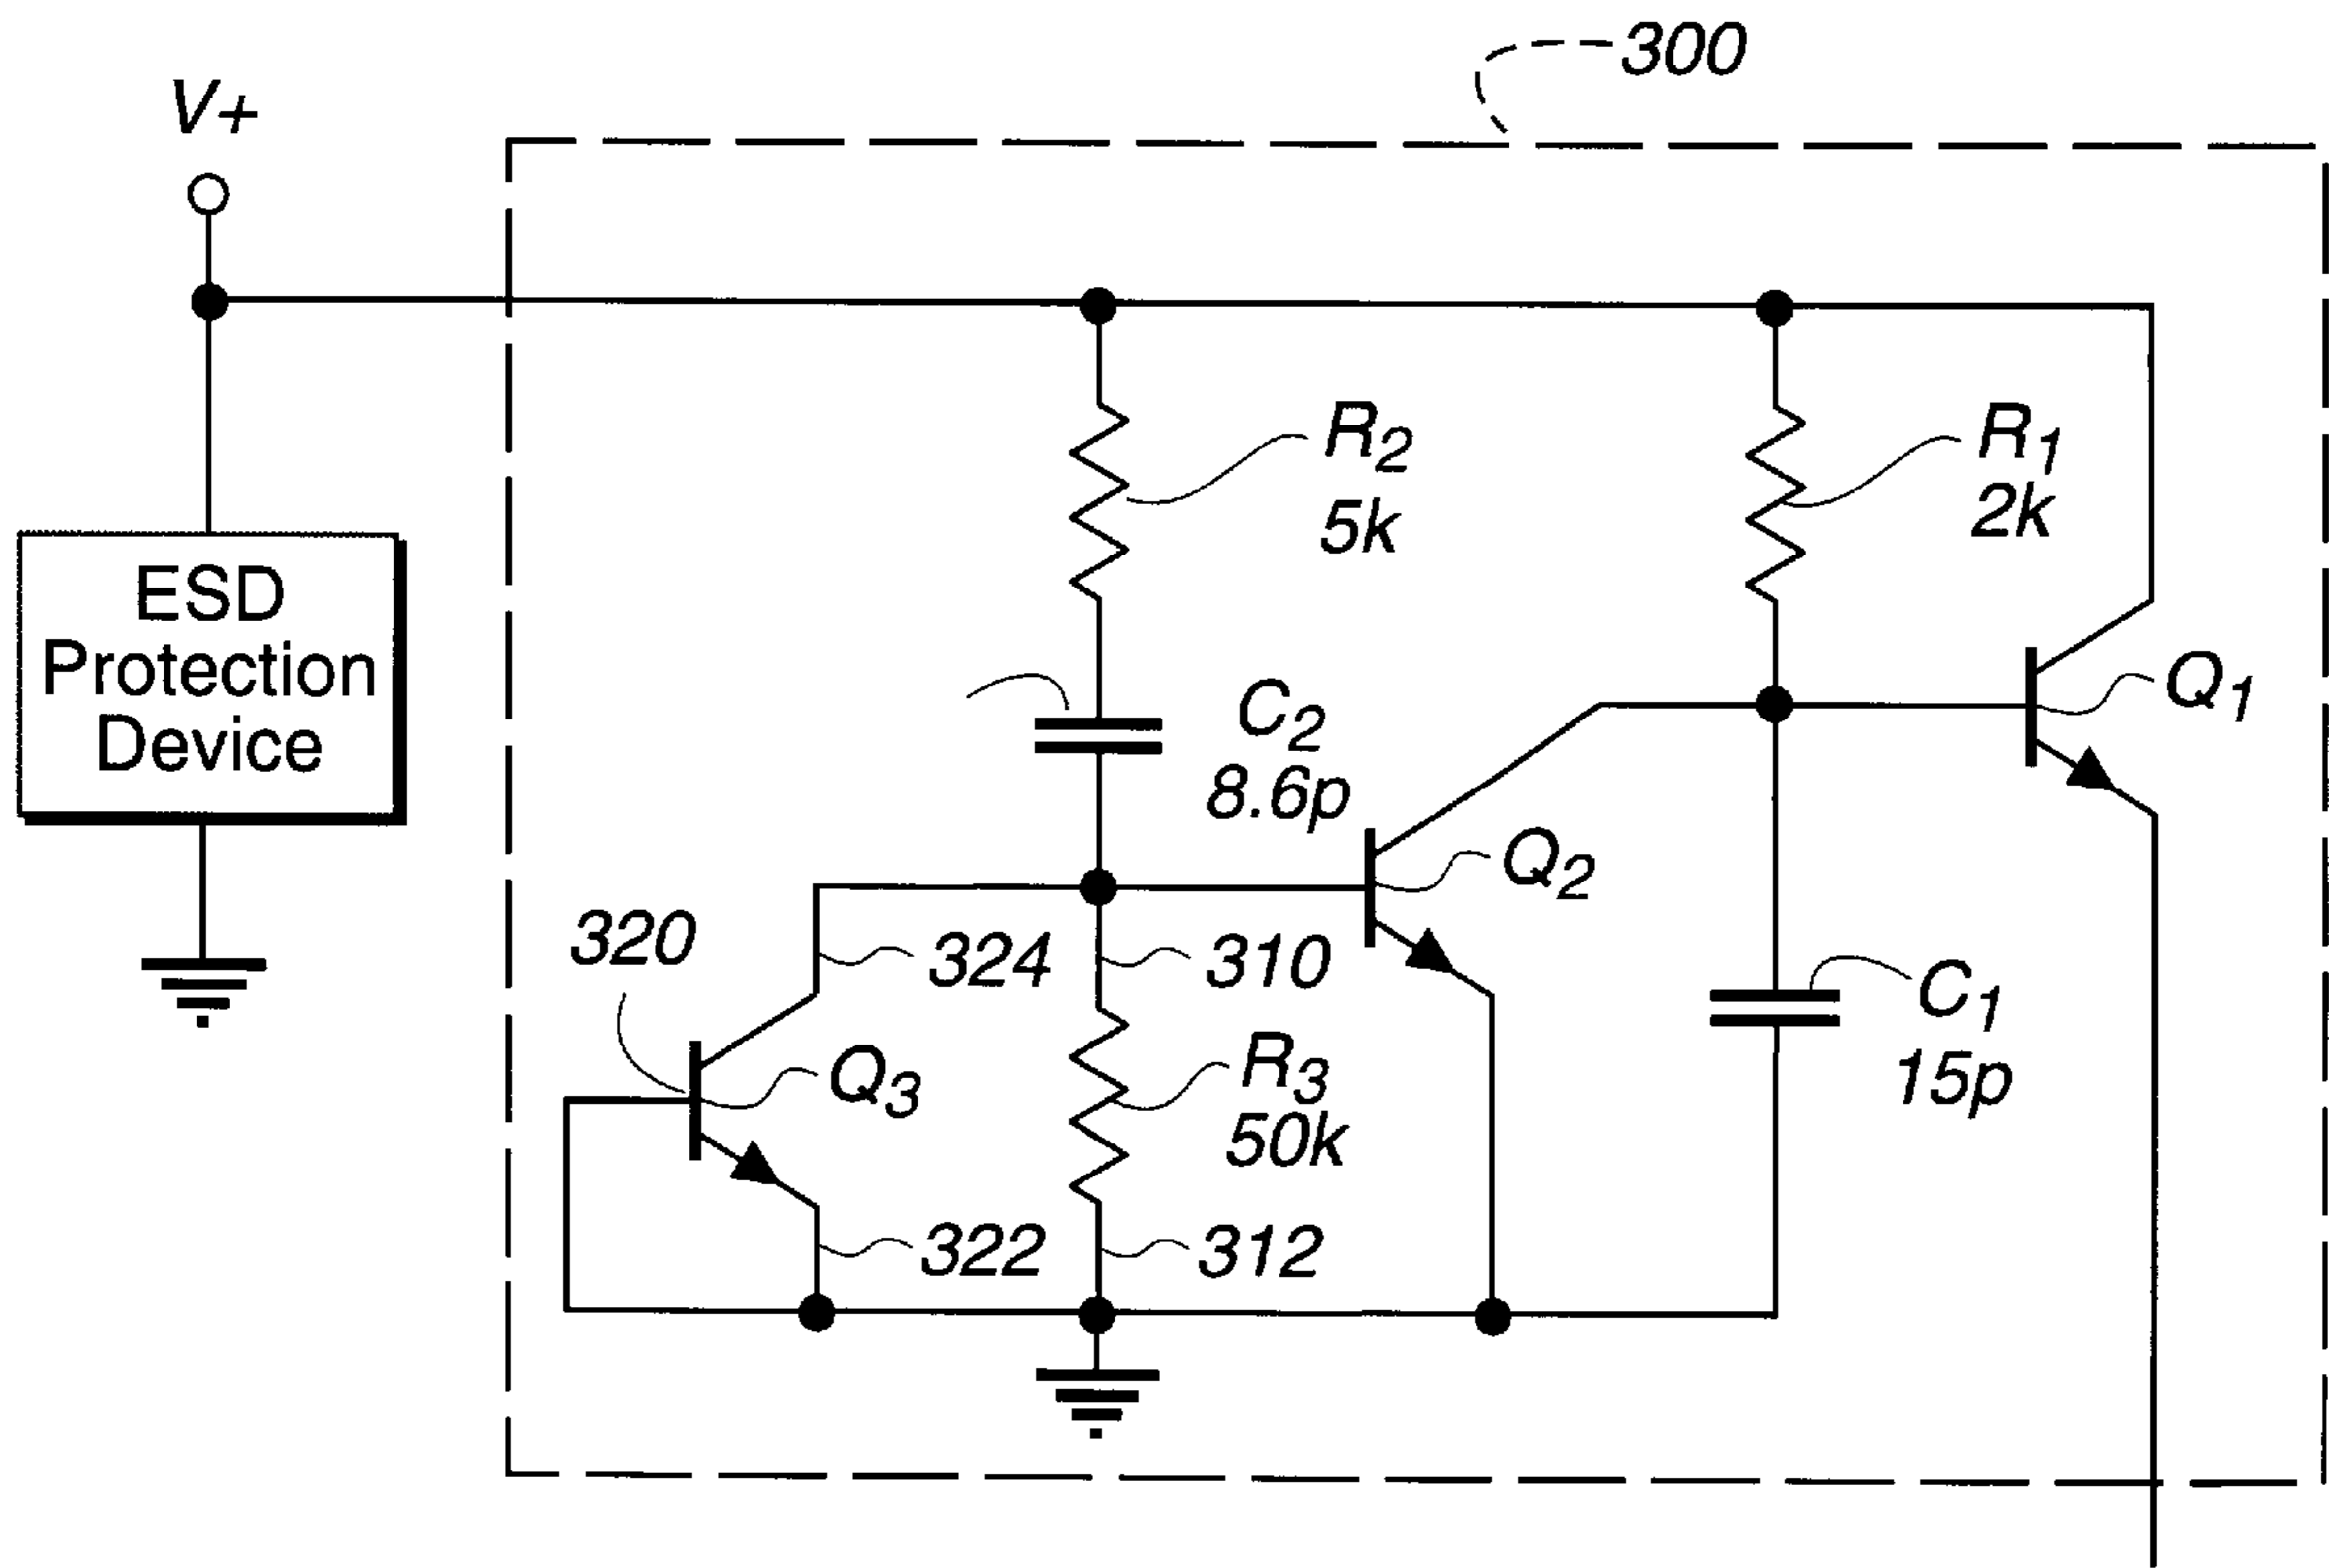 300
V+
R2
5k
R1
2k
ESD
Protection
Device
C2
8.6p
Q1
Q2
320
324
310
C1
15p
Q3
R3
50k
322
312